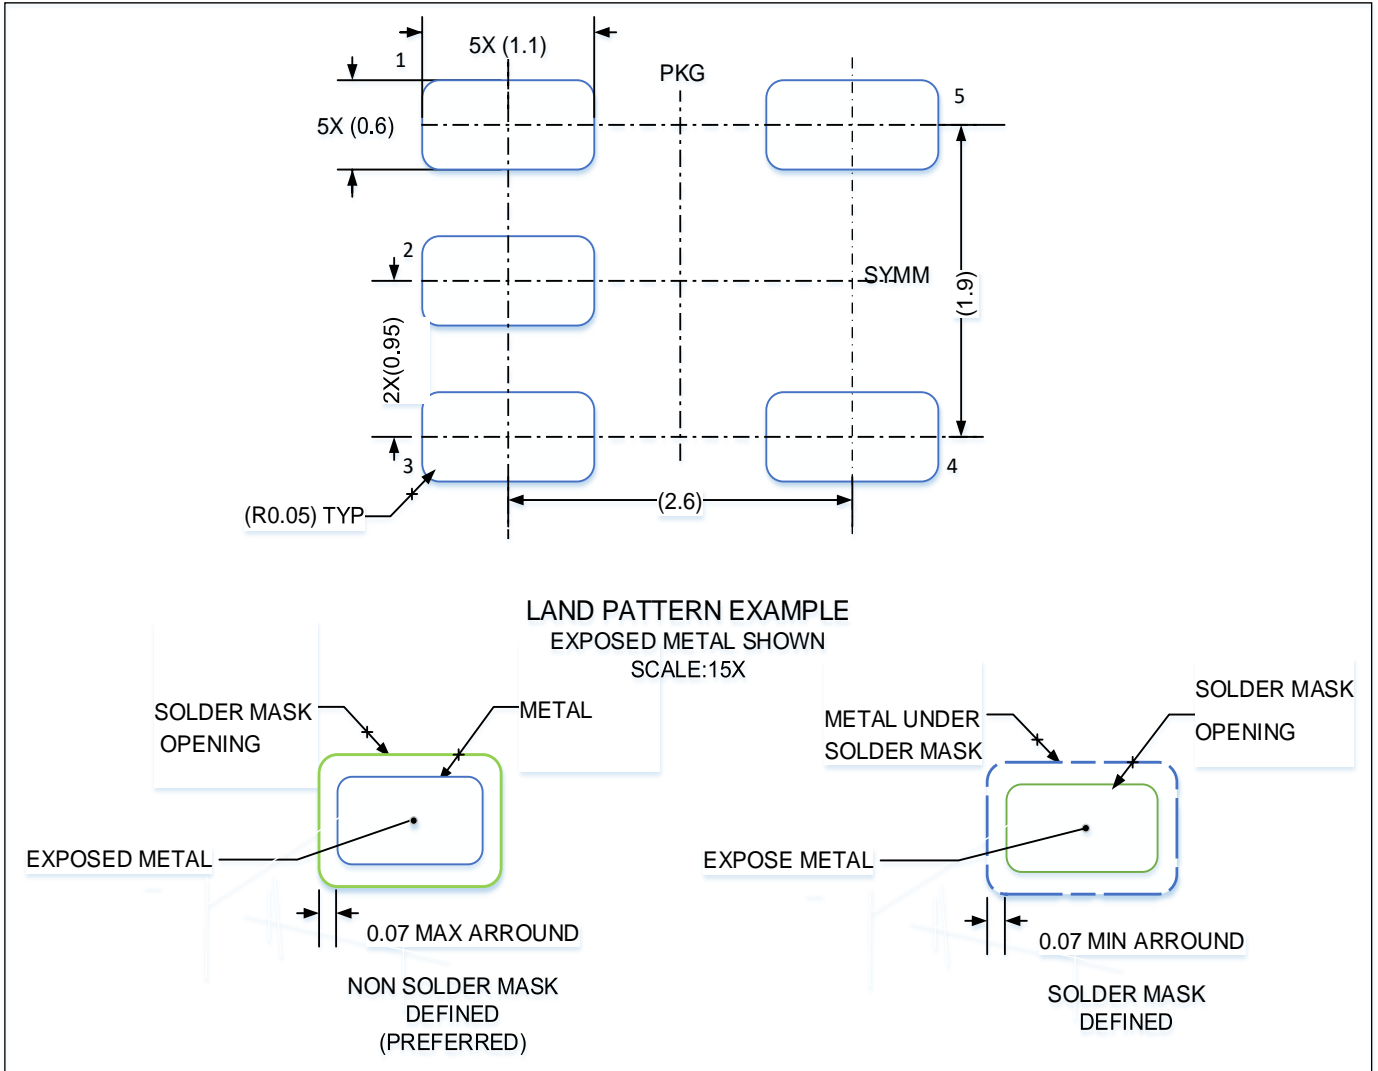 5X (1.1)
1
PKG
5
5X (0.6)
2
SYMM
(1.9)
2X(0.95)
3
4
(2.6)
(R0.05) TYP
LAND PATTERN EXAMPLE
EXPOSED METAL SHOWN
SCALE:15X
SOLDER MASK
OPENING
METAL
EXPOSED METAL
0.07 MAX ARROUND
NON SOLDER MASK
DEFINED
(PREFERRED)
METAL UNDER
SOLDER MASK
SOLDER MASK
OPENING
EXPOSE METAL
0.07 MIN ARROUND
SOLDER MASK
DEFINED